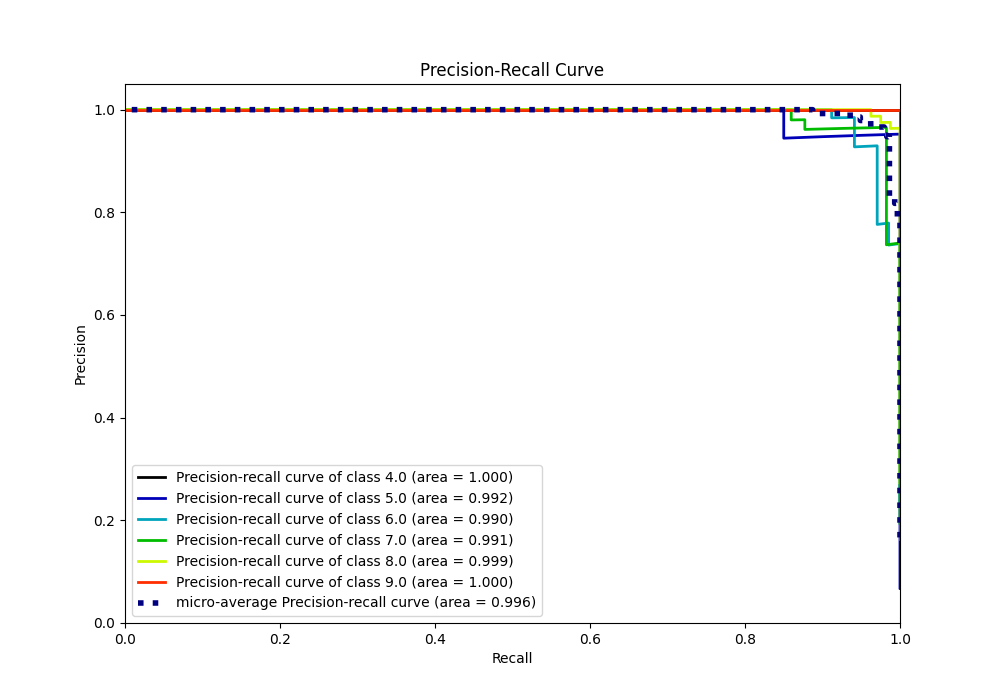 Precision-Recall Curve
1.0
0.8
0.6
0.4
0.2
0.0
Precision
Precision-recall curve of class 4.0 (area = 1.000)
Precision-recall curve of class 5.0 (area = 0.992)
Precision-recall curve of class 6.0 (area = 0.990)
Precision-recall curve of class 7.0 (area = 0.991)
Precision-recall curve of class 8.0 (area = 0.999)
Precision-recall curve of class 9.0 (area = 1.000)
micro-average Precision-recall curve (area = 0.996)
0.0 0.2 0.4 0.6 0.8 1.0
Recall